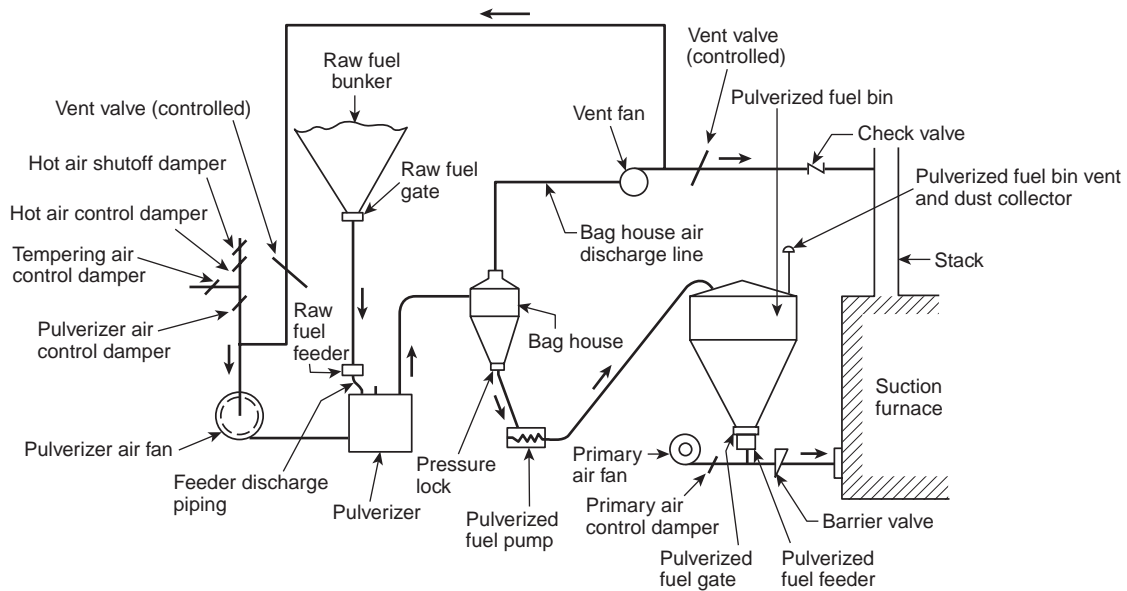 Vent valve
(controlled)
Raw fuel
bunker
Pulverized fuel bin
Vent valve (controlled)
Vent fan
Check valve
Hot air shutoff damper
Raw fuel
gate
Pulverized fuel bin vent
and dust collector
Hot air control damper
Bag house air
discharge line
Tempering air
control damper
Stack
Raw
fuel
feeder
Pulverizer air
control damper
Bag house
Suction
furnace
Pulverizer air fan
Feeder discharge
piping
Pressure
lock
Primary
air fan
Pulverizer
Primary air
control damper
Pulverized
fuel pump
Barrier valve
Pulverized
fuel gate
Pulverized
fuel feeder